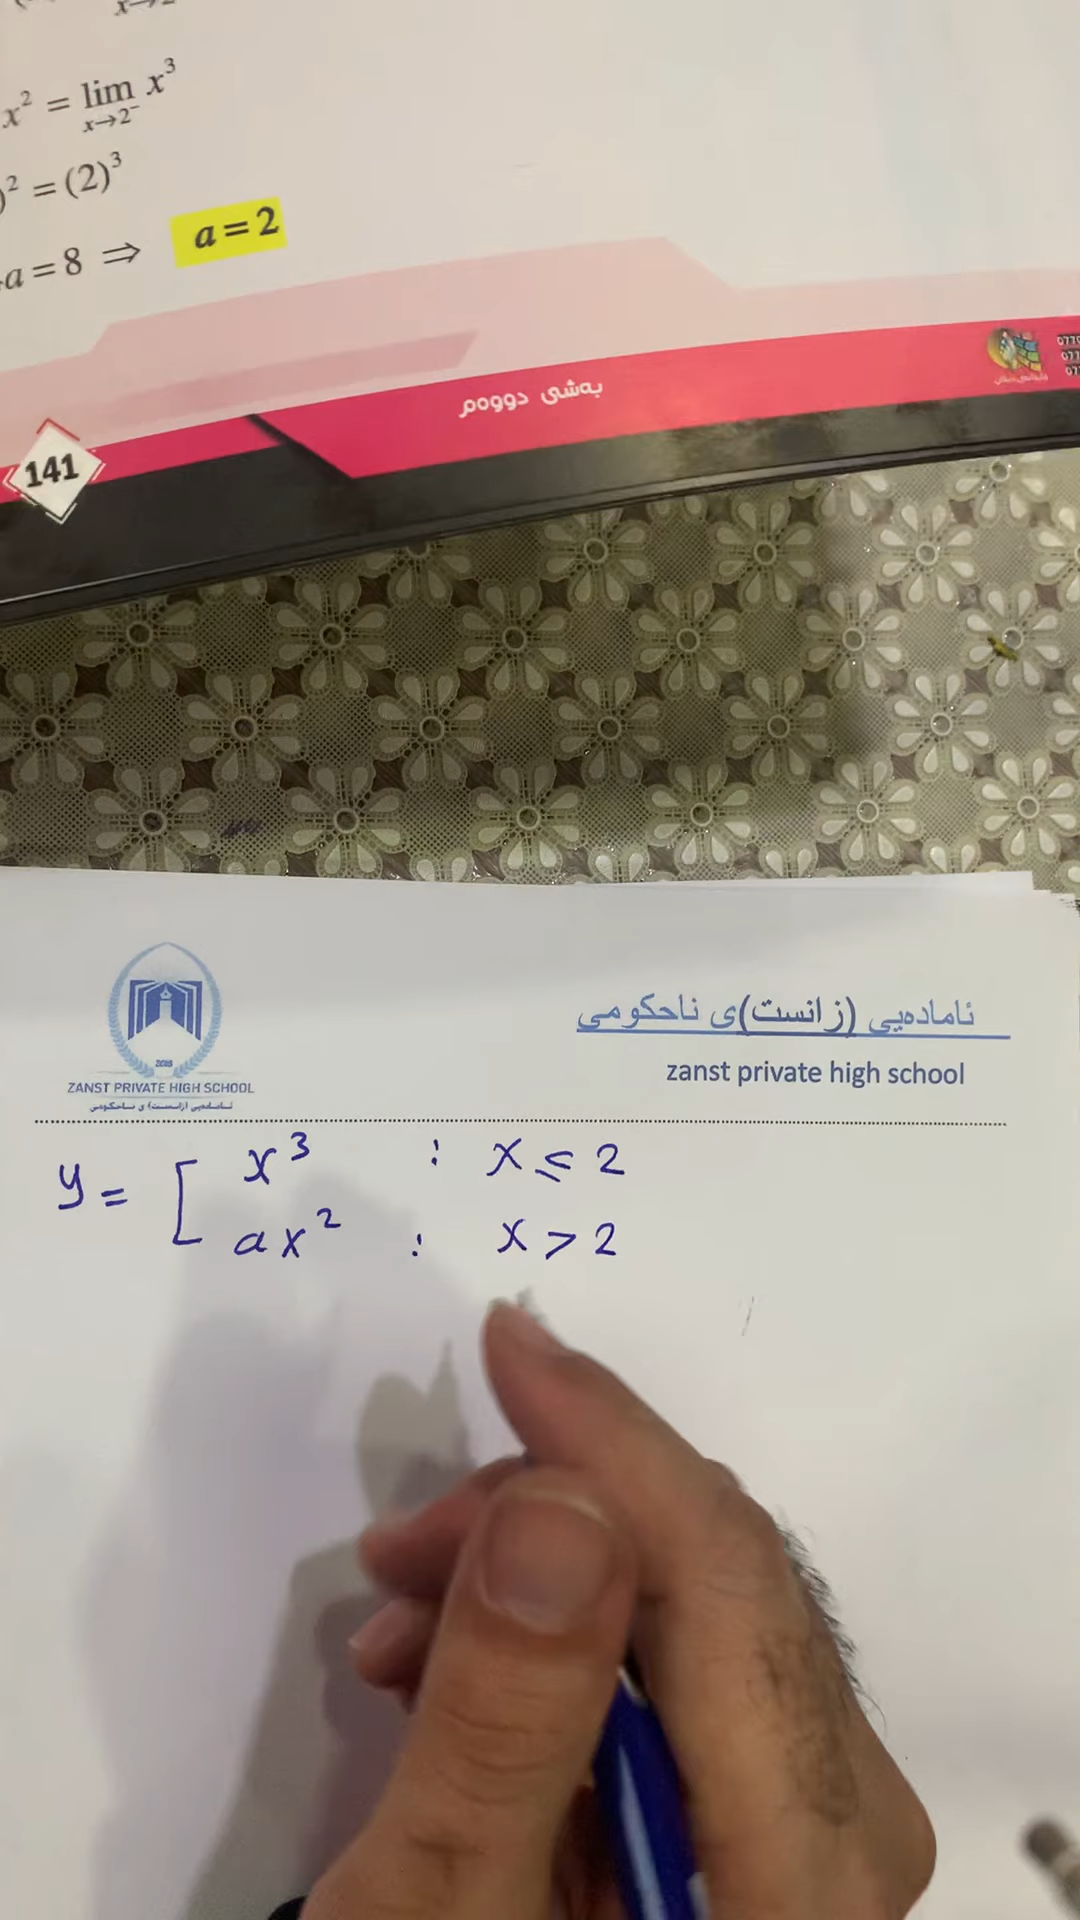 x² = lim x³
x→2⁻
)² = (2)³
a = 8 ⇒ a = 2
بەشی دووەم
141
ZANST PRIVATE HIGH SCHOOL
ئامادەیی (زانست)ی ناحکومی
zanst private high school
y = [ x³ : x ≤ 2
ax² : x > 2